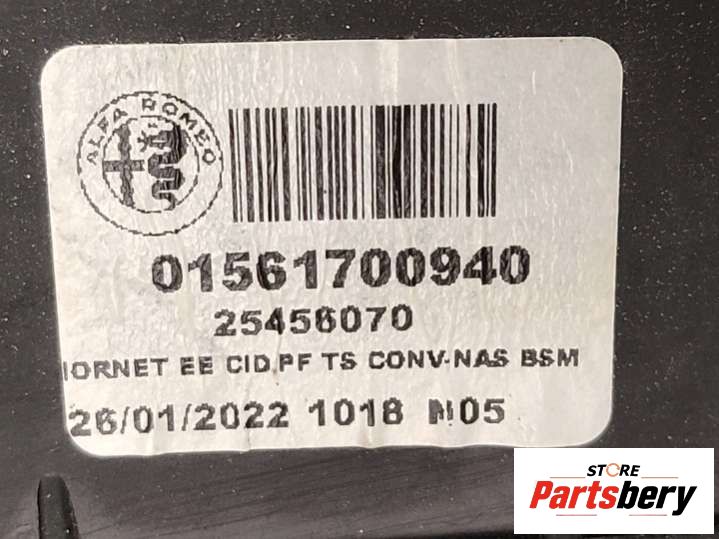 ALFA ROMEO
01561700940
25456070
IORNET EE CID.PF TS CONV-NAS BSM
26/01/2022 1018 M05
STORE
Partsbery